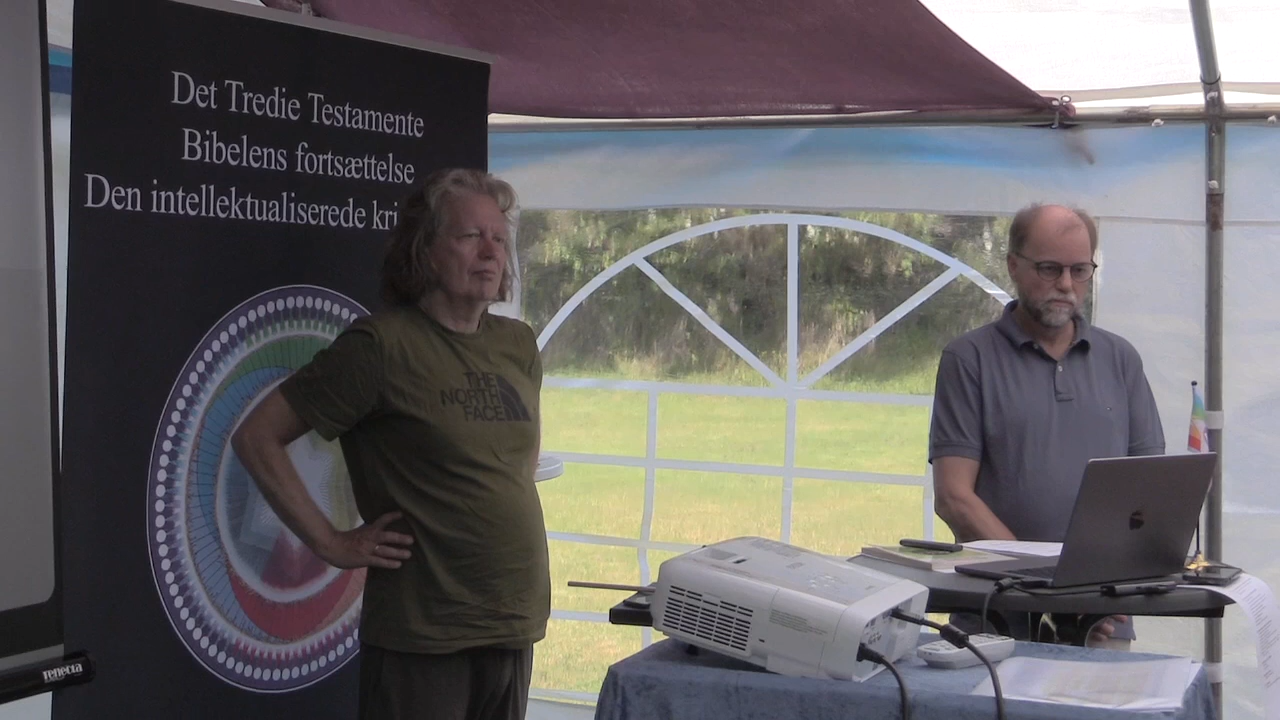 Det Tredie Testamente
Bibelens fortsættelse
Den intellektualiserede kri
THE
NORTH
FACE
reflecta